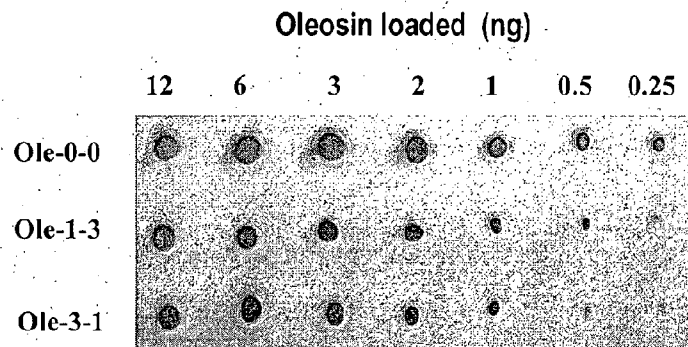 Oleosin loaded (ng)
12 6 3 2 1 0.5 0.25
Ole-0-0
Ole-1-3
Ole-3-1